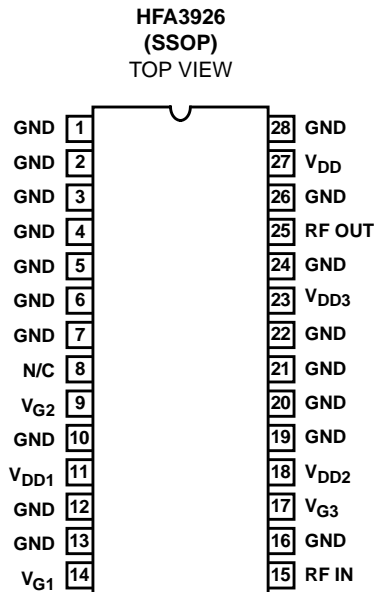 HFA3926
(SSOP)
TOP VIEW
GND 1 28 GND
GND 2 27 VDD
GND 3 26 GND
GND 4 25 RF OUT
GND 5 24 GND
GND 6 23 VDD3
GND 7 22 GND
N/C 8 21 GND
VG2 9 20 GND
GND 10 19 GND
VDD1 11 18 VDD2
GND 12 17 VG3
GND 13 16 GND
VG1 14 15 RF IN